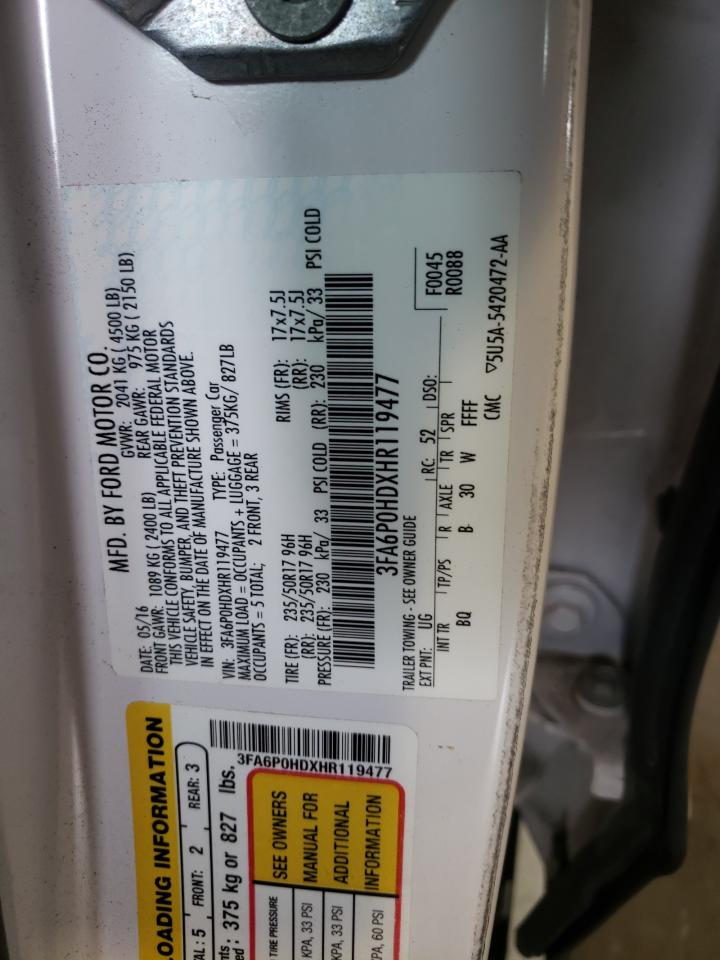 MFD. BY FORD MOTOR CO.
DATE: 05/16 GVWR: 2041 KG ( 4500 LB)
FRONT GAWR: 1089 KG ( 2400 LB) REAR GAWR: 975 KG ( 2150 LB)
THIS VEHICLE CONFORMS TO ALL APPLICABLE FEDERAL MOTOR
VEHICLE SAFETY, BUMPER, AND THEFT PREVENTION STANDARDS
IN EFFECT ON THE DATE OF MANUFACTURE SHOWN ABOVE.
VIN: 3FA6P0HDXHR119477 TYPE: Passenger Car
MAXIMUM LOAD = OCCUPANTS + LUGGAGE = 375KG/ 827LB
OCCUPANTS = 5 TOTAL; 2 FRONT, 3 REAR
TIRE (FR): 235/50R17 96H RIMS (FR): 17x7.5J
(RR): 235/50R17 96H (RR): 17x7.5J
PRESSURE (FR): 230 kPa/ 33 PSI COLD (RR): 230 kPa/ 33 PSI COLD
3FA6P0HDXHR119477
TRAILER TOWING - SEE OWNER GUIDE
EXT PNT: UG RC: 52 DSO: F0045
R0088
INT TR TP/PS R AXLE TR SPR
BQ B 30 W FFFF
CMC ▽5U5A-5420472-AA
LOADING INFORMATION
TAL : 5 FRONT: 2 REAR: 3
: 375 kg or 827 lbs.
3FA6P0HDXHR119477
TIRE PRESSURE
KPA, 33 PSI
KPA, 33 PSI
KPA, 60 PSI
SEE OWNERS
MANUAL FOR
ADDITIONAL
INFORMATION